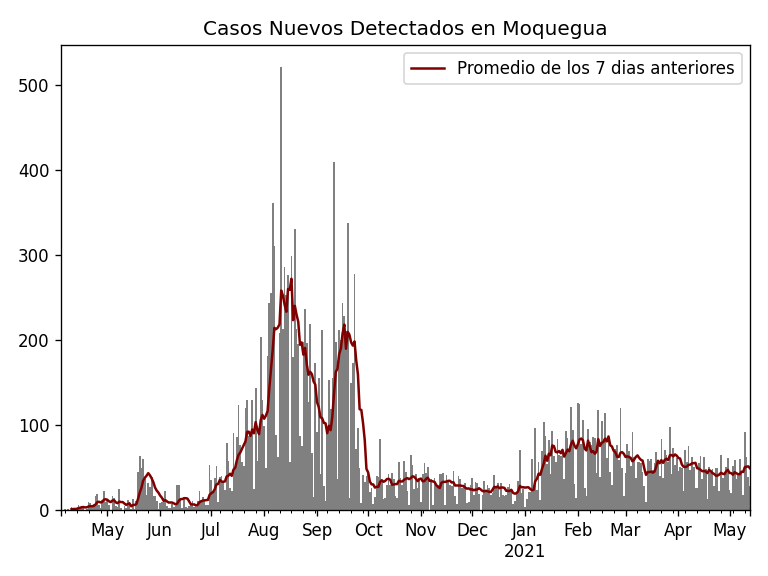 Casos Nuevos Detectados en Moquegua
Promedio de los 7 dias anteriores
500
400
300
200
100
0
May Jun Jul Aug Sep Oct Nov Dec Jan Feb Mar Apr May
2021